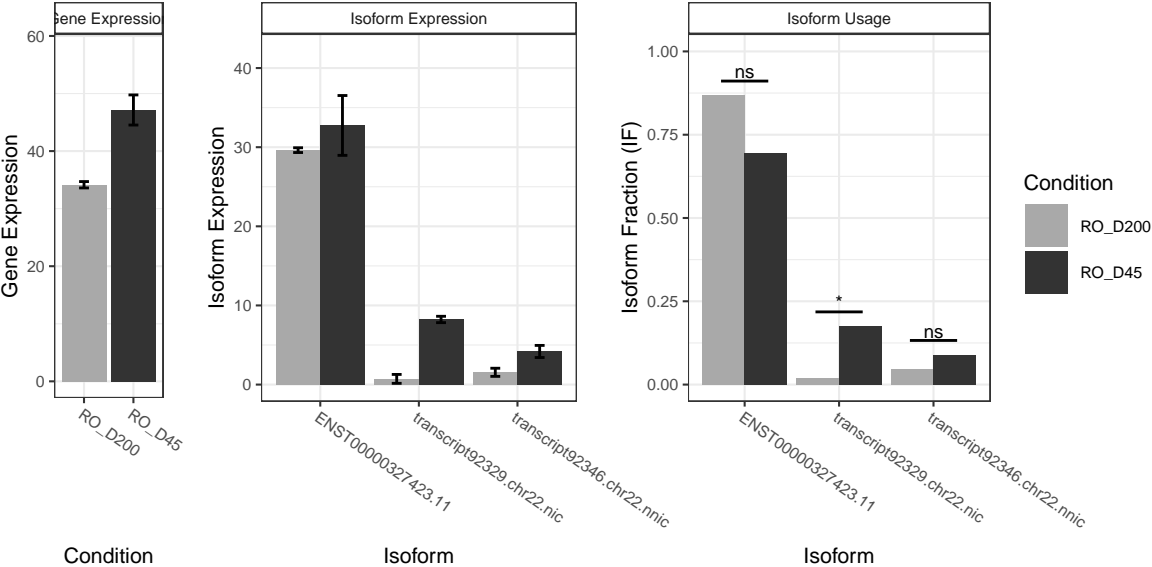 Gene Expression
Gene Expression
60
40
20
0
RO_D200
RO_D45
Condition
Isoform Expression
Isoform Expression
40
30
20
10
0
ENST00000327423.11
transcript92329.chr22.nic
transcript92346.chr22.nnic
Isoform
Isoform Usage
Isoform Fraction (IF)
1.00
0.75
0.50
0.25
0.00
ns
*
ns
ENST00000327423.11
transcript92329.chr22.nic
transcript92346.chr22.nnic
Isoform
Condition
RO_D200
RO_D45